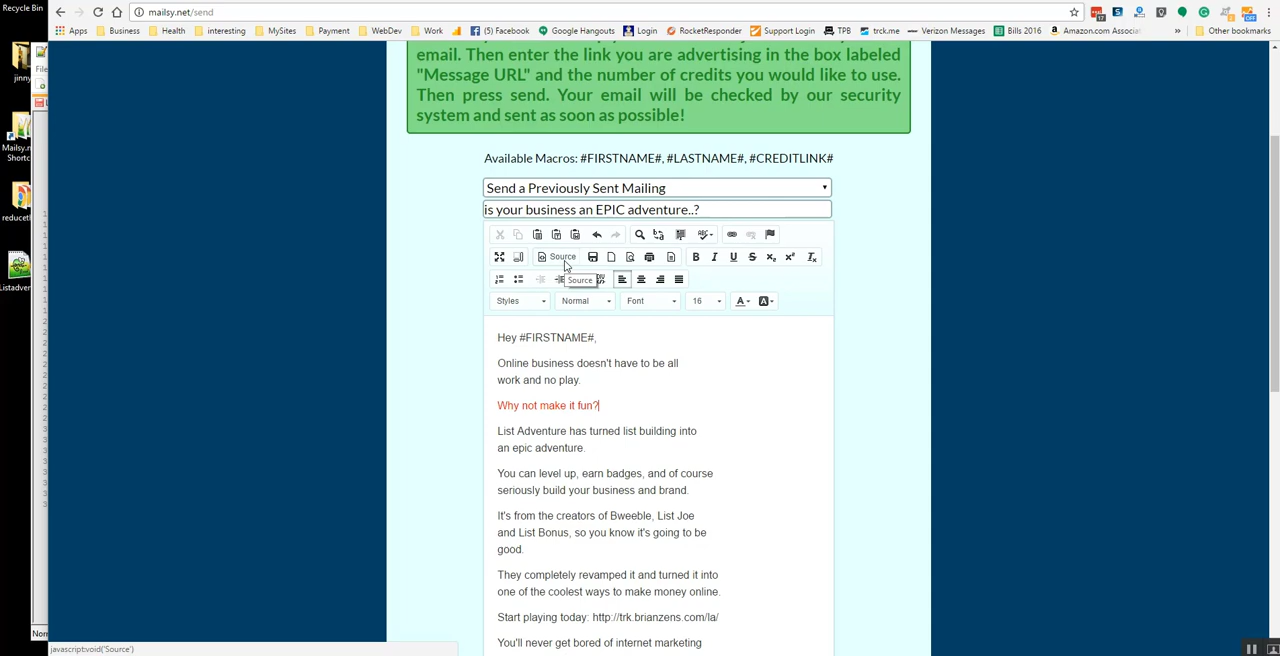 Recycle Bin
mailsy.net/send
Apps Business Health interesting MySites Payment WebDev Work (5) Facebook Google Hangouts Login RocketResponder Support Login TPB trck.me Verizon Messages Bills 2016 Amazon.com Associat » Other bookmarks
email. Then enter the link you are advertising in the box labeled
"Message URL" and the number of credits you would like to use.
Then press send. Your email will be checked by our security
system and sent as soon as possible!
jinny
File
Mailsy.n
Shortc
reducetl
Listadver
Available Macros: #FIRSTNAME#, #LASTNAME#, #CREDITLINK#
Send a Previously Sent Mailing
is your business an EPIC adventure..?
Source
Source
Styles Normal Font 16
Hey #FIRSTNAME#,
Online business doesn't have to be all
work and no play.
Why not make it fun?
List Adventure has turned list building into
an epic adventure.
You can level up, earn badges, and of course
seriously build your business and brand.
It's from the creators of Bweeble, List Joe
and List Bonus, so you know it's going to be
good.
They completely revamped it and turned it into
one of the coolest ways to make money online.
Start playing today: http://trk.brianzens.com/la/
You'll never get bored of internet marketing
Norn
javascript:void('Source')